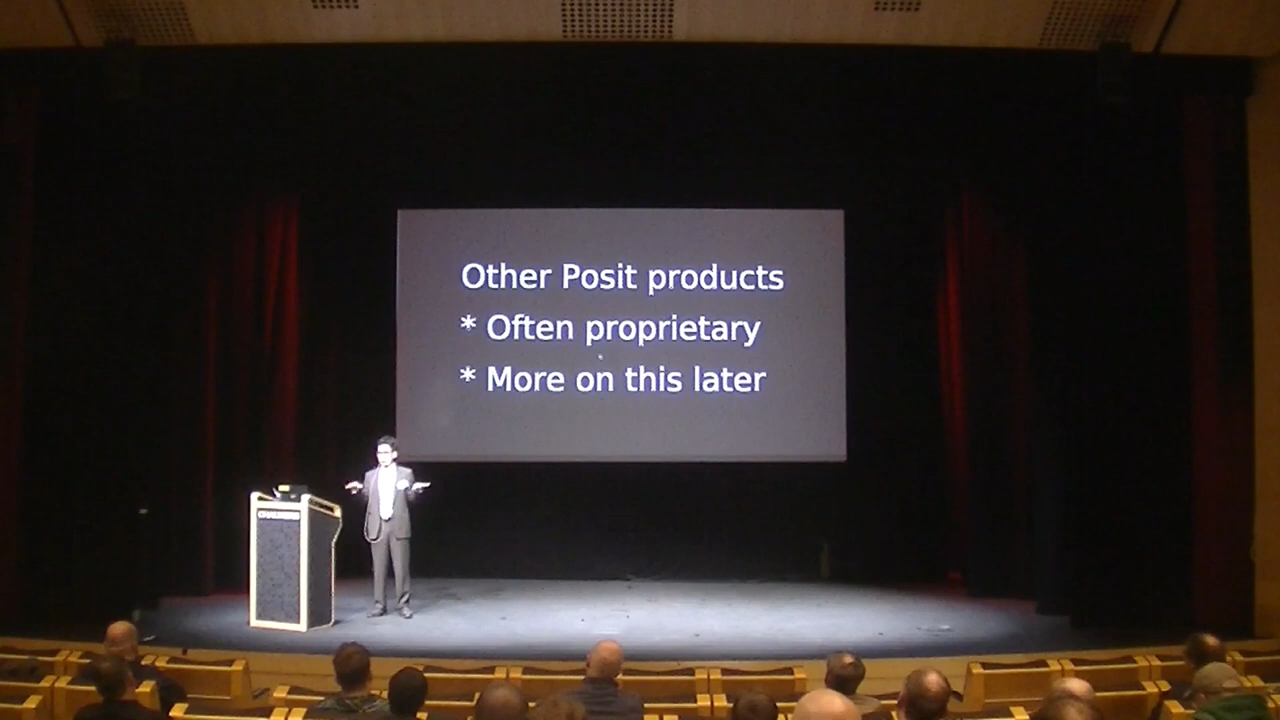 Other Posit products
* Often proprietary
* More on this later